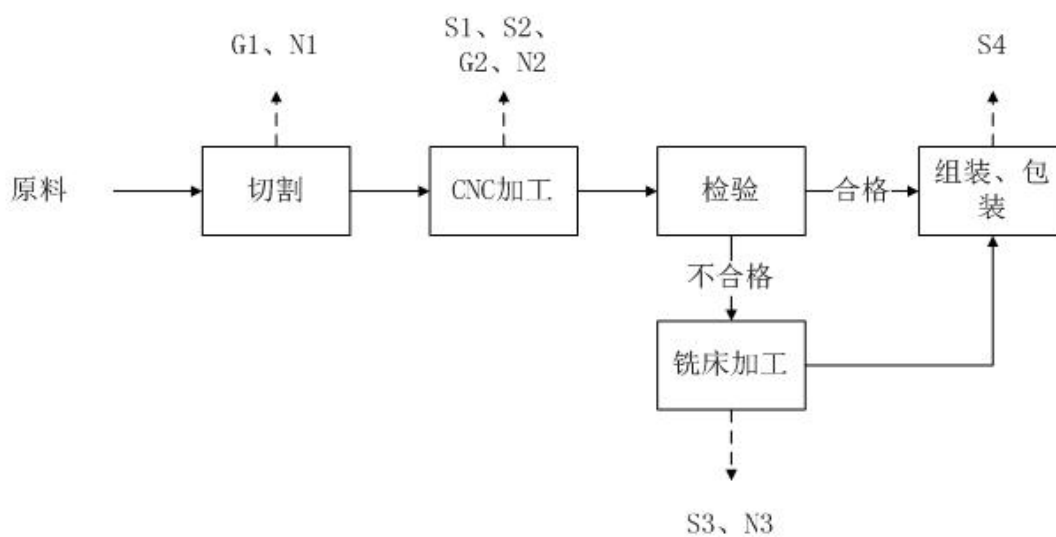 G1、N1
S1、S2、
G2、N2
S4
原料
切割
CNC加工
检验
合格
组装、包
装
不合格
铣床加工
S3、N3